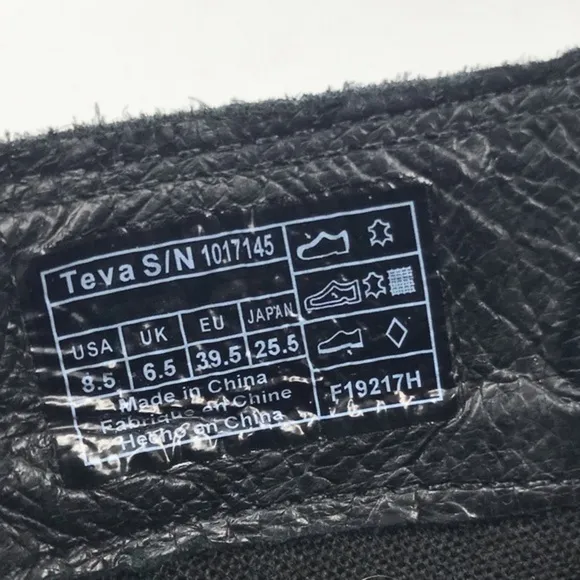 Teva S/N 1017145
USA UK EU JAPAN
8.5 6.5 39.5 25.5
Made in China
Fabrique en Chine
Hecho en China
F19217H